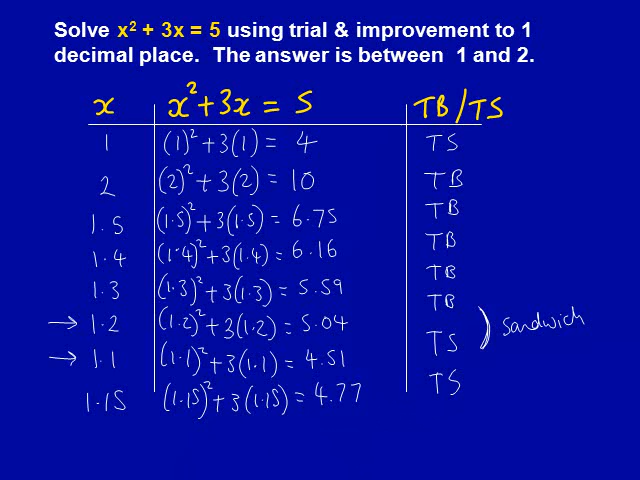 Solve x² + 3x = 5 using trial & improvement to 1
decimal place. The answer is between 1 and 2.
x x² + 3x = 5 TB/TS
1 (1)² + 3(1) = 4 TS
2 (2)² + 3(2) = 10 TB
1.5 (1.5)² + 3(1.5) = 6.75 TB
1.4 (1.4)² + 3(1.4) = 6.16 TB
1.3 (1.3)² + 3(1.3) = 5.59 TB
→ 1.2 (1.2)² + 3(1.2) = 5.04 TB
→ 1.1 (1.1)² + 3(1.1) = 4.51 TS ) Sandwich
1.15 (1.15)² + 3(1.15) = 4.77 TS